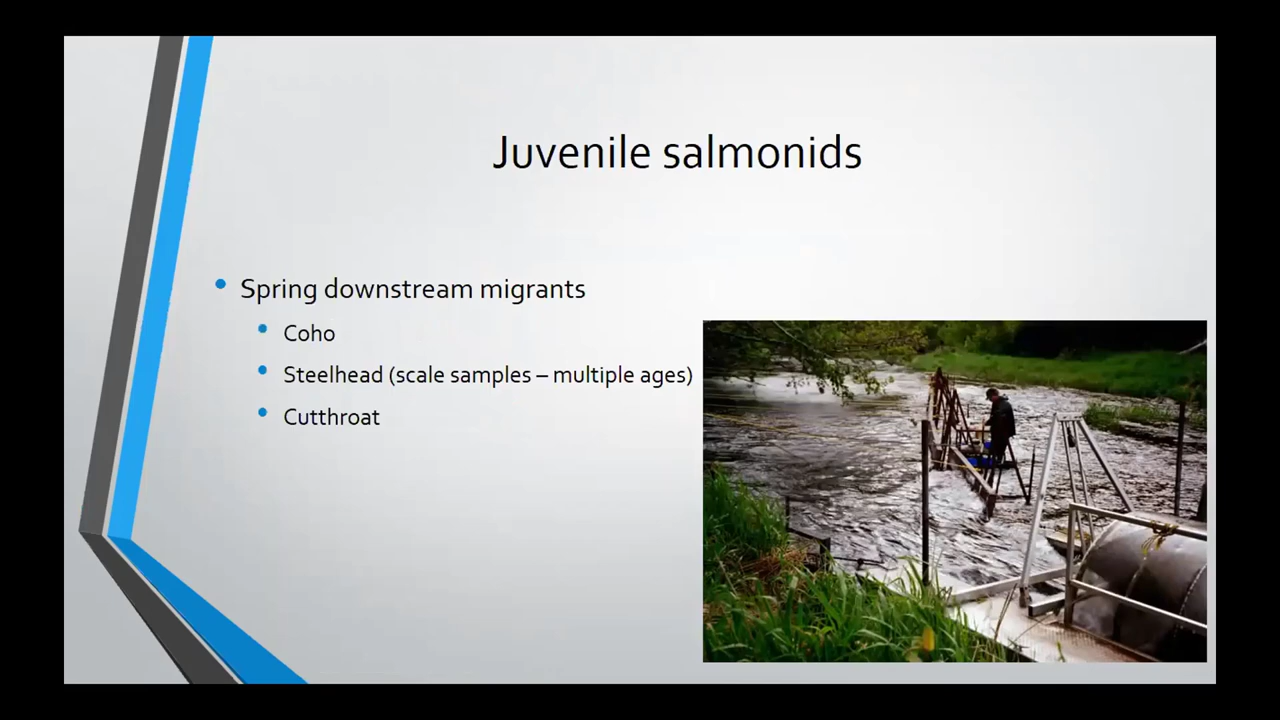 Juvenile salmonids
Spring downstream migrants
Coho
Steelhead (scale samples – multiple ages)
Cutthroat